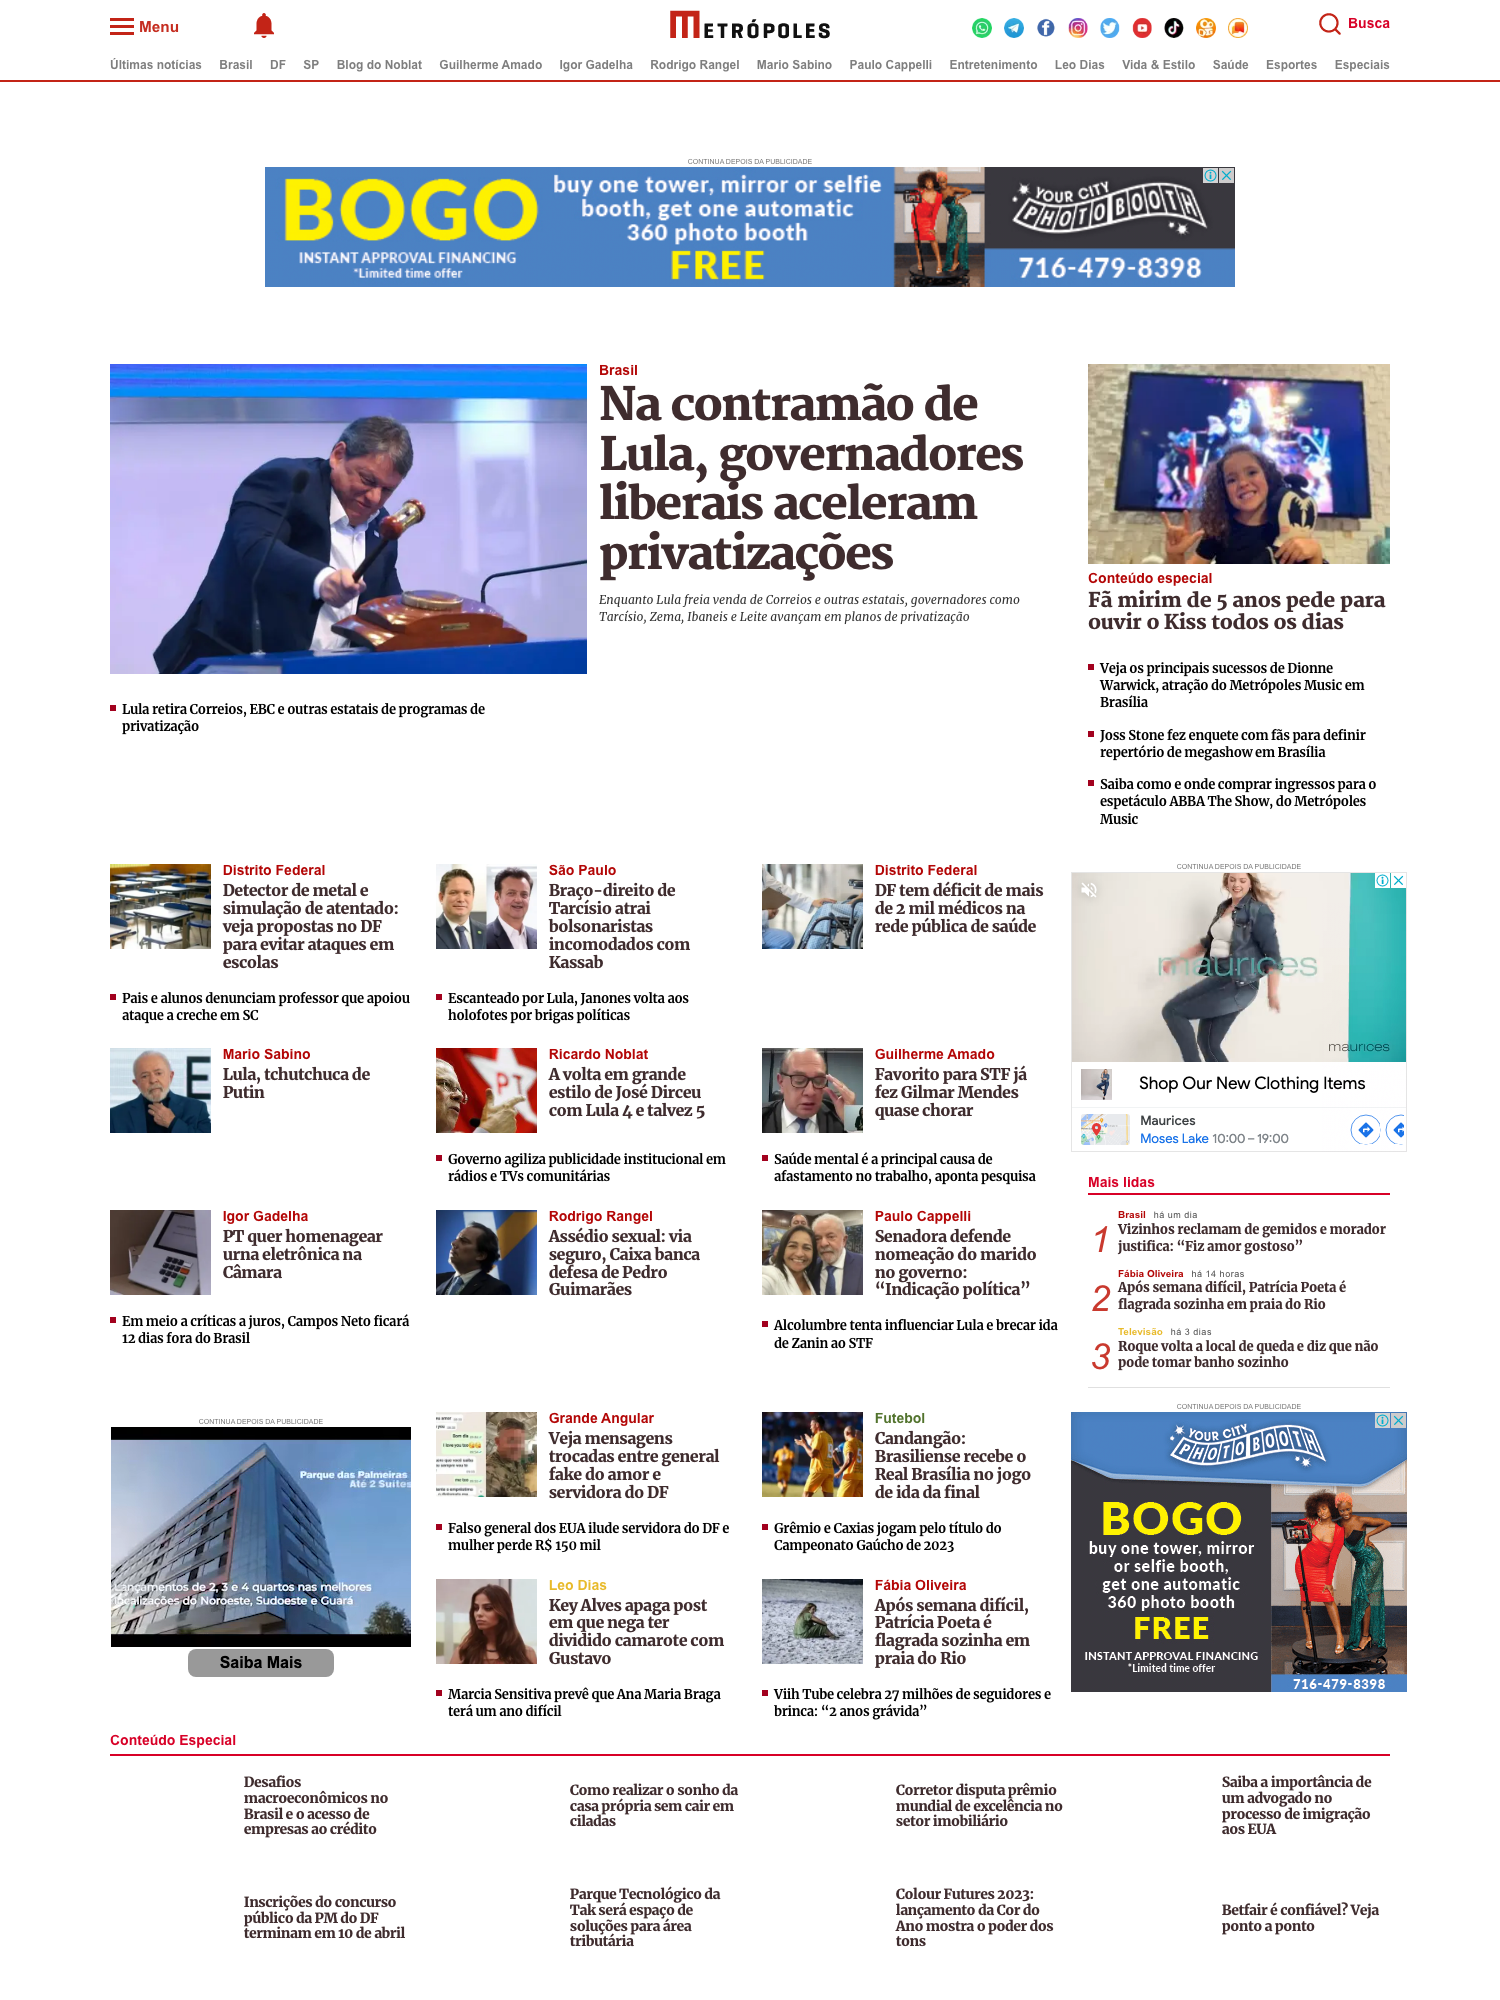 Menu
METRÓPOLES
Busca
Últimas notícias Brasil DF SP Blog do Noblat Guilherme Amado Igor Gadelha Rodrigo Rangel Mario Sabino Paulo Cappelli Entretenimento Leo Dias Vida & Estilo Saúde Esportes Especiais
CONTINUA DEPOIS DA PUBLICIDADE
BOGO
INSTANT APPROVAL FINANCING
*Limited time offer
buy one tower, mirror or selfie
booth, get one automatic
360 photo booth
FREE
YOUR CITY
PHOTO BOOTH
716-479-8398
Brasil
Na contramão de
Lula, governadores
liberais aceleram
privatizações
Enquanto Lula freia venda de Correios e outras estatais, governadores como
Tarcísio, Zema, Ibaneis e Leite avançam em planos de privatização
Lula retira Correios, EBC e outras estatais de programas de
privatização
Conteúdo especial
Fã mirim de 5 anos pede para
ouvir o Kiss todos os dias
Veja os principais sucessos de Dionne
Warwick, atração do Metrópoles Music em
Brasília
Joss Stone fez enquete com fãs para definir
repertório de megashow em Brasília
Saiba como e onde comprar ingressos para o
espetáculo ABBA The Show, do Metrópoles
Music
Distrito Federal
Detector de metal e
simulação de atentado:
veja propostas no DF
para evitar ataques em
escolas
Pais e alunos denunciam professor que apoiou
ataque a creche em SC
São Paulo
Braço-direito de
Tarcísio atrai
bolsonaristas
incomodados com
Kassab
Escanteado por Lula, Janones volta aos
holofotes por brigas políticas
Distrito Federal
DF tem déficit de mais
de 2 mil médicos na
rede pública de saúde
Mario Sabino
Lula, tchutchuca de
Putin
Ricardo Noblat
A volta em grande
estilo de José Dirceu
com Lula 4 e talvez 5
Governo agiliza publicidade institucional em
rádios e TVs comunitárias
Guilherme Amado
Favorito para STF já
fez Gilmar Mendes
quase chorar
Saúde mental é a principal causa de
afastamento no trabalho, aponta pesquisa
Igor Gadelha
PT quer homenagear
urna eletrônica na
Câmara
Em meio a críticas a juros, Campos Neto ficará
12 dias fora do Brasil
Rodrigo Rangel
Assédio sexual: via
seguro, Caixa banca
defesa de Pedro
Guimarães
Paulo Cappelli
Senadora defende
nomeação do marido
no governo:
“Indicação política”
Alcolumbre tenta influenciar Lula e brecar ida
de Zanin ao STF
CONTINUA DEPOIS DA PUBLICIDADE
maurices
maurices
Shop Our New Clothing Items
Maurices
Moses Lake 10:00 – 19:00
Mais lidas
1
Brasil há um dia
Vizinhos reclamam de gemidos e morador
justifica: “Fiz amor gostoso”
2
Fábia Oliveira há 14 horas
Após semana difícil, Patrícia Poeta é
flagrada sozinha em praia do Rio
3
Televisão há 3 dias
Roque volta a local de queda e diz que não
pode tomar banho sozinho
CONTINUA DEPOIS DA PUBLICIDADE
Parque das Palmeiras
Até 2 Suítes
Lançamentos de 2, 3 e 4 quartos nas melhores
localizações do Noroeste, Sudoeste e Guará
Saiba Mais
Grande Angular
Veja mensagens
trocadas entre general
fake do amor e
servidora do DF
Falso general dos EUA ilude servidora do DF e
mulher perde R$ 150 mil
Futebol
Candangão:
Brasiliense recebe o
Real Brasília no jogo
de ida da final
Grêmio e Caxias jogam pelo título do
Campeonato Gaúcho de 2023
Leo Dias
Key Alves apaga post
em que nega ter
dividido camarote com
Gustavo
Marcia Sensitiva prevê que Ana Maria Braga
terá um ano difícil
Fábia Oliveira
Após semana difícil,
Patrícia Poeta é
flagrada sozinha em
praia do Rio
Viih Tube celebra 27 milhões de seguidores e
brinca: “2 anos grávida”
CONTINUA DEPOIS DA PUBLICIDADE
YOUR CITY
PHOTO BOOTH
BOGO
buy one tower, mirror
or selfie booth,
get one automatic
360 photo booth
FREE
INSTANT APPROVAL FINANCING
*Limited time offer
716-479-8398
Conteúdo Especial
Desafios
macroeconômicos no
Brasil e o acesso de
empresas ao crédito
Como realizar o sonho da
casa própria sem cair em
ciladas
Corretor disputa prêmio
mundial de excelência no
setor imobiliário
Saiba a importância de
um advogado no
processo de imigração
aos EUA
Inscrições do concurso
público da PM do DF
terminam em 10 de abril
Parque Tecnológico da
Tak será espaço de
soluções para área
tributária
Colour Futures 2023:
lançamento da Cor do
Ano mostra o poder dos
tons
Betfair é confiável? Veja
ponto a ponto